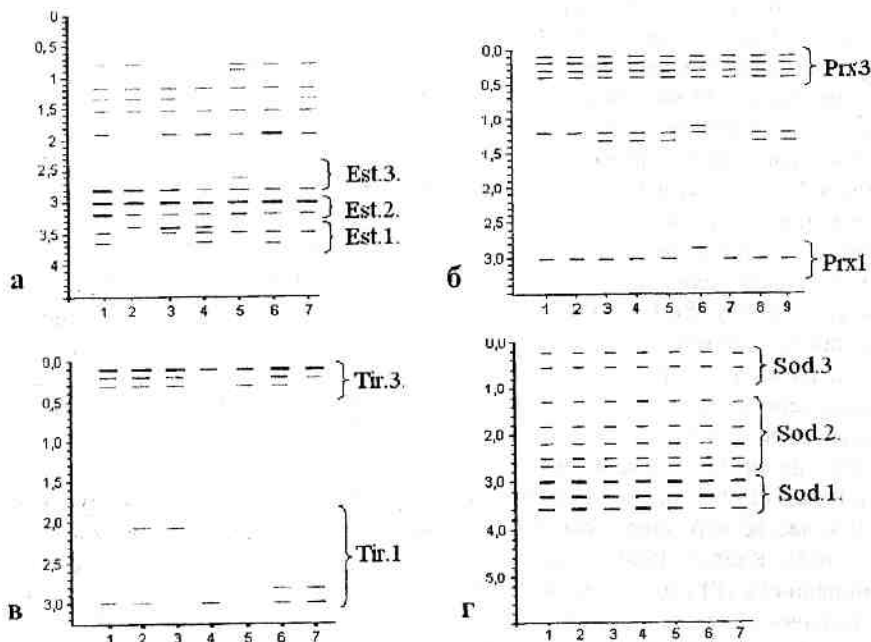 0
0,5
1
1,5
2
2,5
3
3,5
4
Est.3.
Est.2.
Est.1.
1 2 3 4 5 6 7
а
0,0
0,5
1,0
1,5
2,0
2,5
3,0
Prx3
Prx1
1 2 3 4 5 6 7 8 9
б
0,0
0,5
1,0
1,5
2,0
2,5
3,0
Tir.3.
Tir.1
1 2 3 4 5 6 7
в
0,0
1,0
2,0
3,0
4,0
5,0
Sod.3
Sod.2.
Sod.1.
1 2 3 4 5 6 7
г